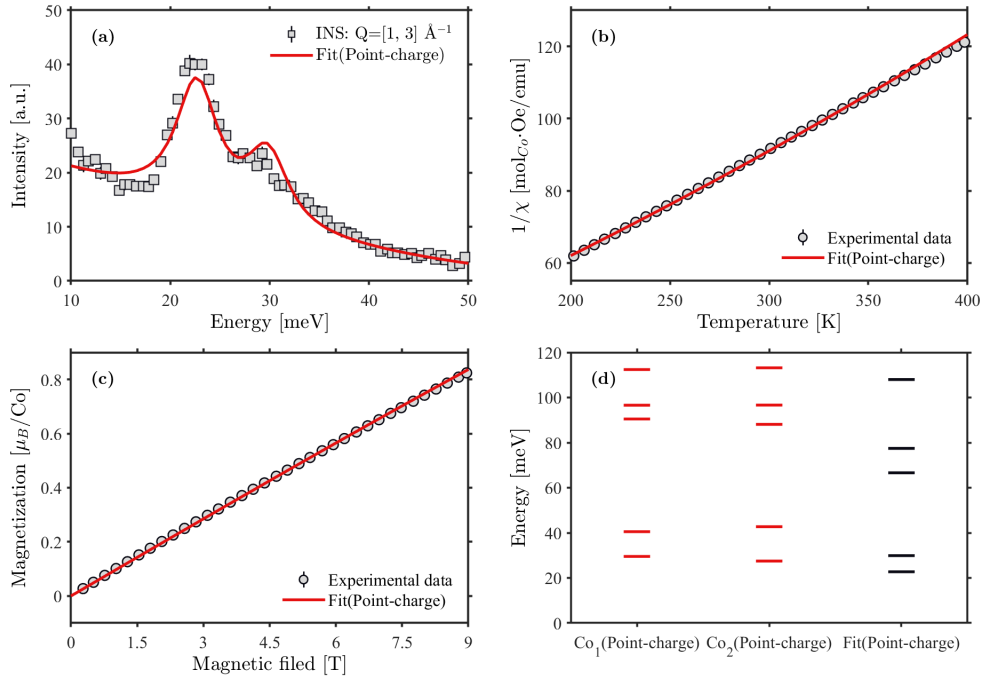 (a)
INS: Q=[1, 3] Å⁻¹
Fit(Point-charge)
Intensity [a.u.]
50
40
30
20
10
0
10 20 30 40 50
Energy [meV]
(b)
1/χ [mol_Co·Oe/emu]
120
100
80
60
Experimental data
Fit(Point-charge)
200 250 300 350 400
Temperature [K]
(c)
Magnetization [μ_B/Co]
0.8
0.6
0.4
0.2
0
Experimental data
Fit(Point-charge)
0 1.5 3 4.5 6 7.5 9
Magnetic filed [T]
(d)
Energy [meV]
120
100
80
60
40
20
0
Co₁(Point-charge) Co₂(Point-charge) Fit(Point-charge)